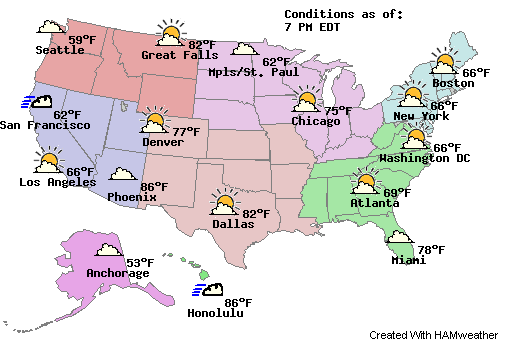 Conditions as of:
7 PM EDT
59°F
Seattle
82°F
Great Falls
62°F
Mpls/St. Paul
66°F
Boston
62°F
San Francisco
77°F
Denver
75°F
Chicago
66°F
New York
66°F
Washington DC
66°F
Los Angeles
86°F
Phoenix
82°F
Dallas
69°F
Atlanta
78°F
Miami
53°F
Anchorage
86°F
Honolulu
Created With HAMweather